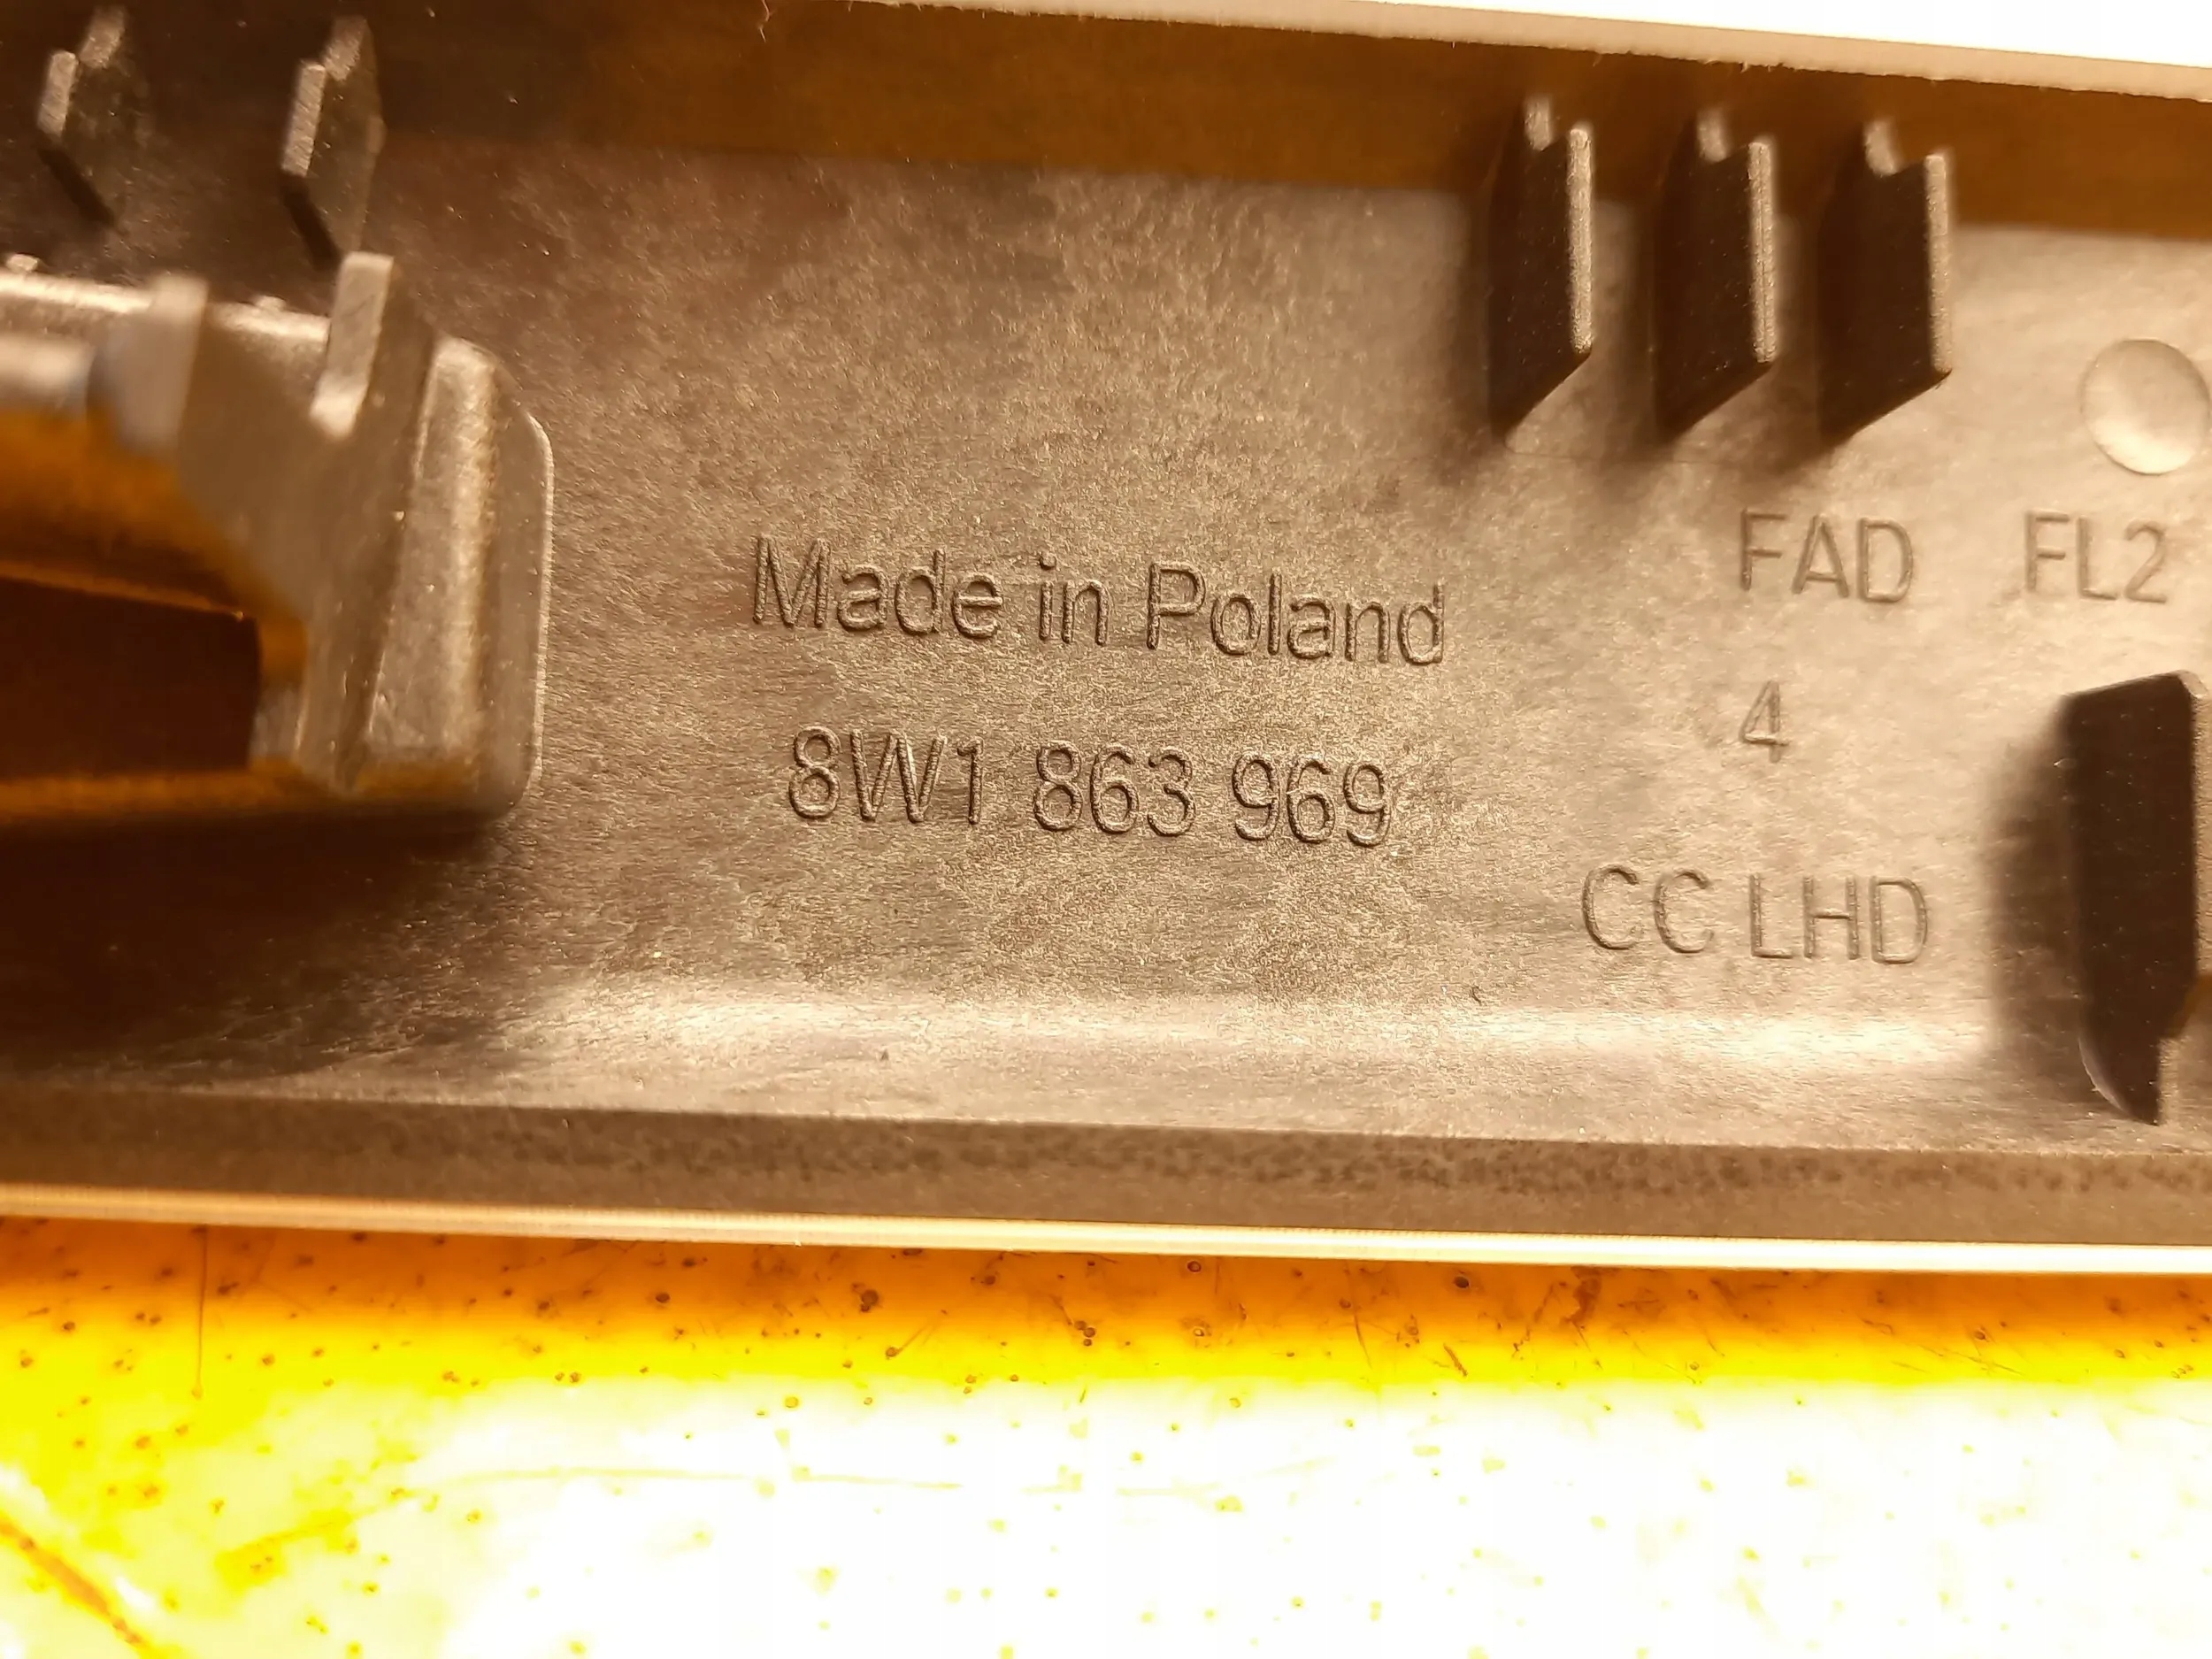 Made in Poland
8W1 863 969
FAD FL2
4
CC LHD